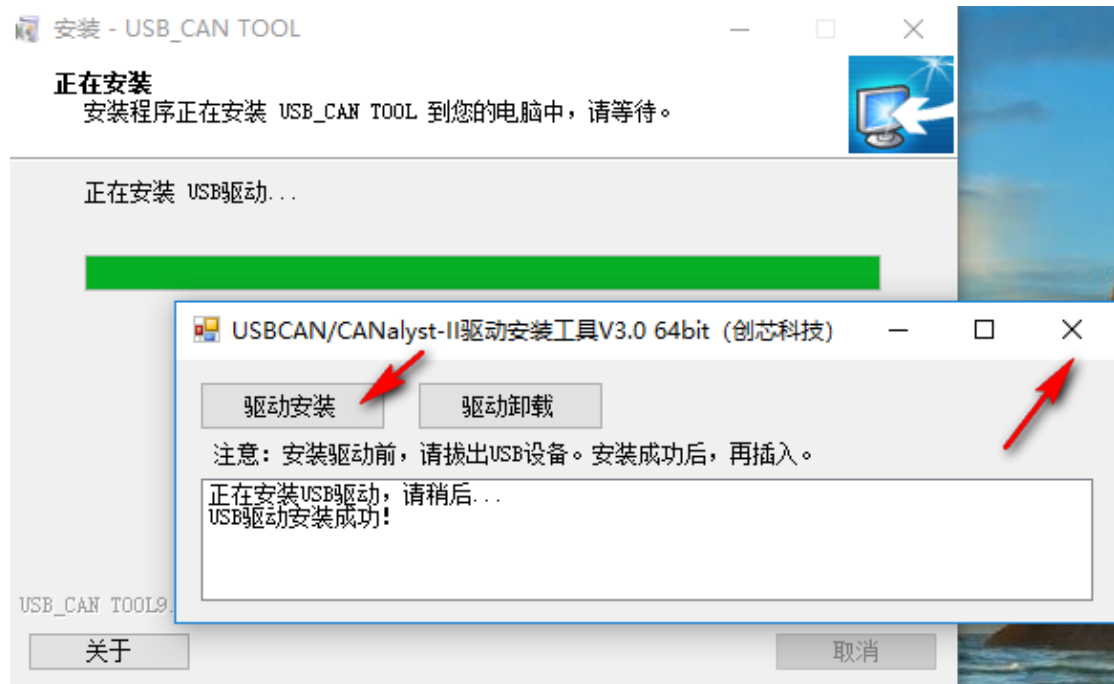 安装 - USB_CAN TOOL
正在安装
安装程序正在安装 USB_CAN TOOL 到您的电脑中，请等待。
正在安装 USB驱动...
USBCAN/CANalyst-II驱动安装工具V3.0 64bit (创芯科技)
驱动安装 驱动卸载
注意：安装驱动前，请拔出USB设备。安装成功后，再插入。
正在安装USB驱动，请稍后...
USB驱动安装成功!
USB_CAN TOOL9.
关于 取消